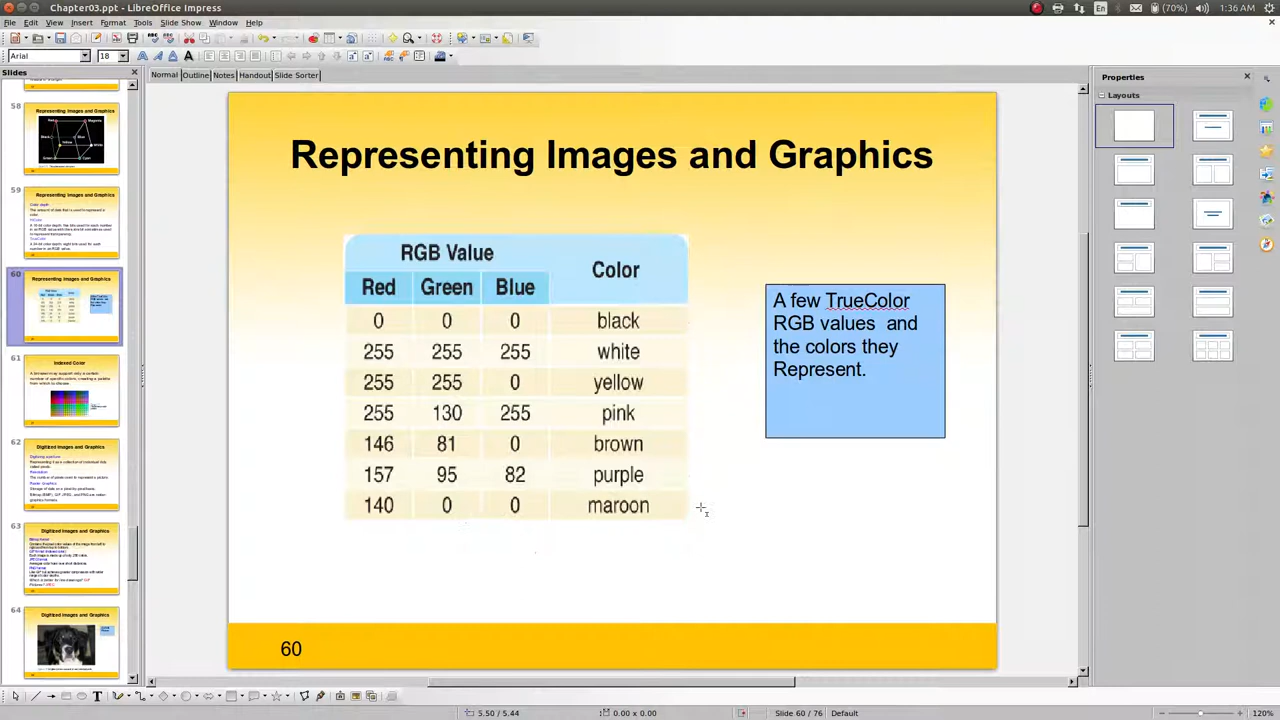 Chapter03.ppt - LibreOffice Impress
En
(70%)
1:36 AM
File Edit View Insert Format Tools Slide Show Window Help
Arial 18
Slides
Normal Outline Notes Handout Slide Sorter
Properties
Layouts
58
Representing Images and Graphics
59
Representing Images and Graphics
60
Representing Images and Graphics
61
Indexed Color
62
Digitized Images and Graphics
63
Digitized Images and Graphics
64
Digitized Images and Graphics
Representing Images and Graphics
RGB Value Color
Red Green Blue
0 0 0 black
255 255 255 white
255 255 0 yellow
255 130 255 pink
146 81 0 brown
157 95 82 purple
140 0 0 maroon
A few TrueColor
RGB values and
the colors they
Represent.
60
5.50 / 5.44 0.00 x 0.00 Slide 60 / 76 Default 120%